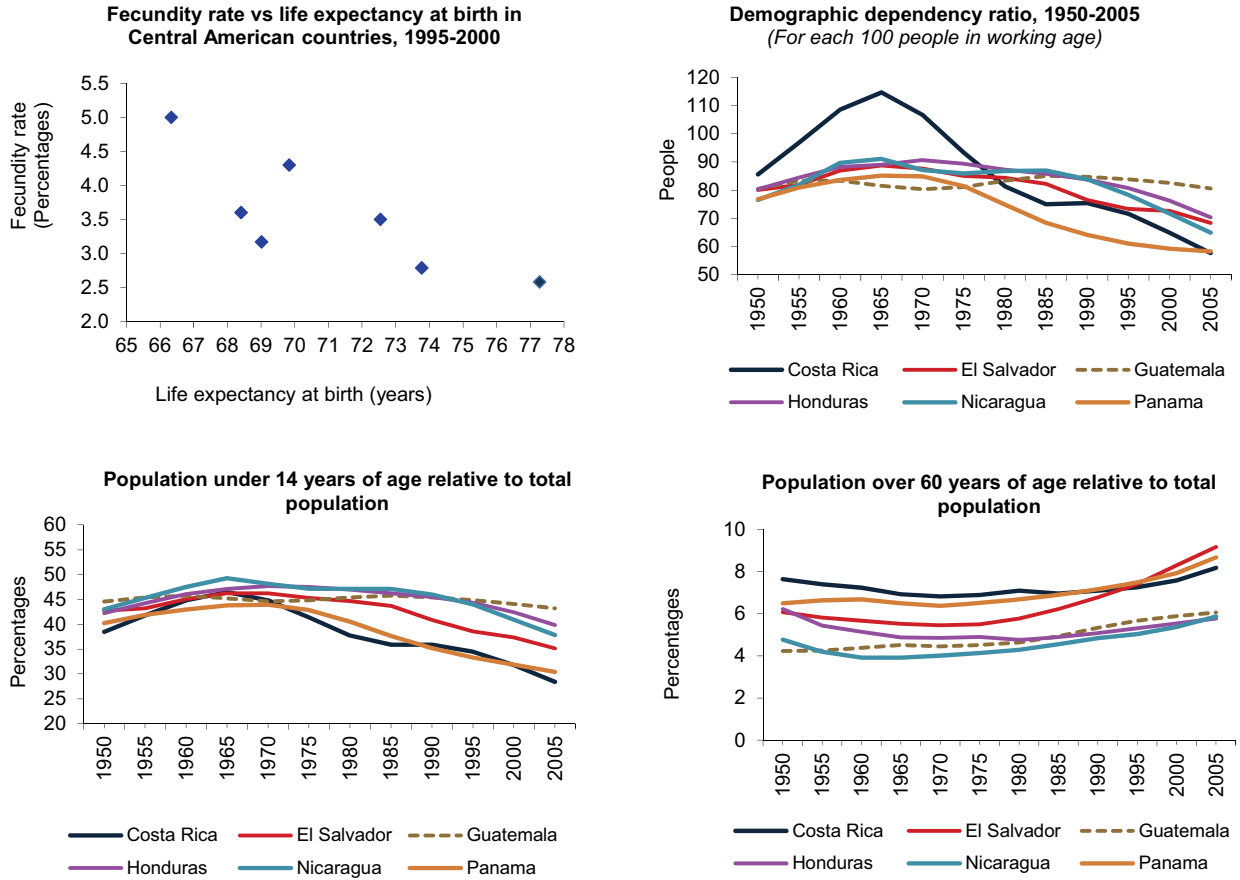 Fecundity rate vs life expectancy at birth in
Central American countries, 1995-2000
Fecundity rate
(Percentages)
5.5
5.0
4.5
4.0
3.5
3.0
2.5
2.0
65 66 67 68 69 70 71 72 73 74 75 76 77 78
Life expectancy at birth (years)
Demographic dependency ratio, 1950-2005
(For each 100 people in working age)
People
120
110
100
90
80
70
60
50
1950 1955 1960 1965 1970 1975 1980 1985 1990 1995 2000 2005
Costa Rica El Salvador Guatemala
Honduras Nicaragua Panama
Population under 14 years of age relative to total
population
Percentages
60
55
50
45
40
35
30
25
20
1950 1955 1960 1965 1970 1975 1980 1985 1990 1995 2000 2005
Costa Rica El Salvador Guatemala
Honduras Nicaragua Panama
Population over 60 years of age relative to total
population
Percentages
10
8
6
4
2
0
1950 1955 1960 1965 1970 1975 1980 1985 1990 1995 2000 2005
Costa Rica El Salvador Guatemala
Honduras Nicaragua Panama